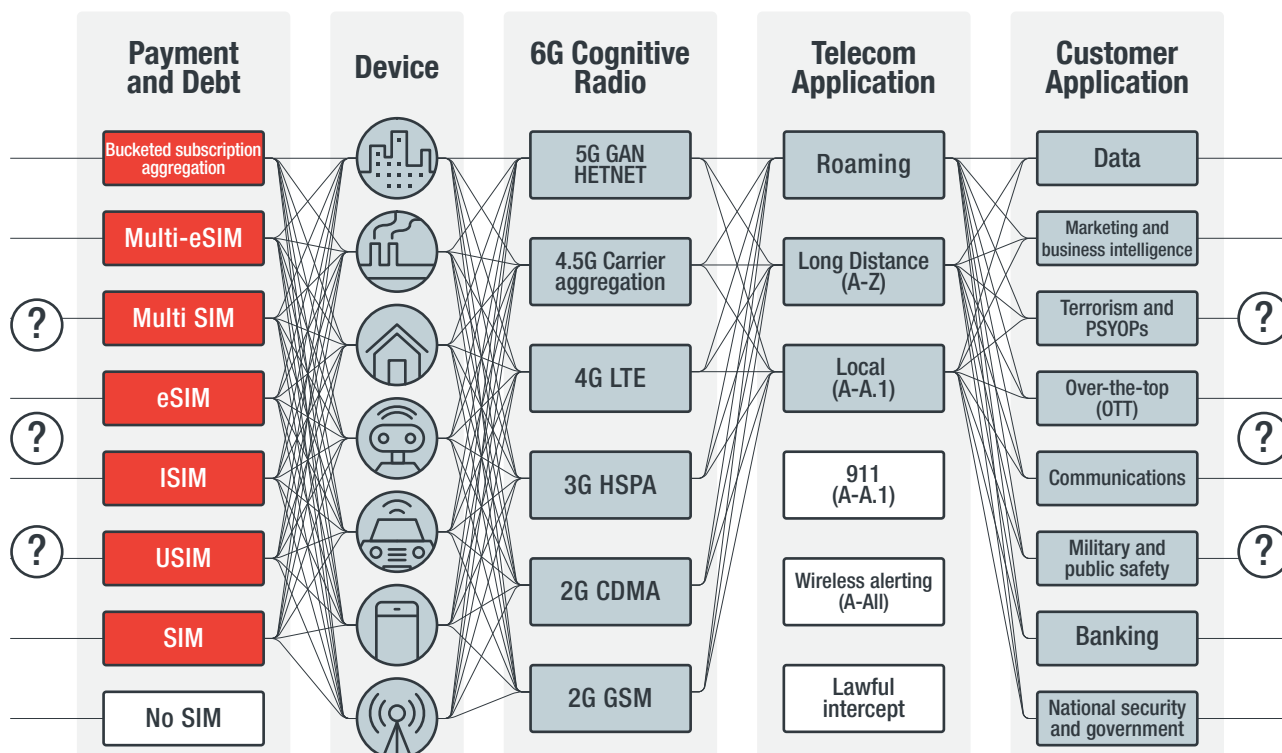 Payment
and Debt
Device
6G Cognitive
Radio
Telecom
Application
Customer
Application
Bucketed subscription
aggregation
Multi-eSIM
Multi SIM
eSIM
ISIM
USIM
SIM
No SIM
?
?
?
5G GAN
HETNET
4.5G Carrier
aggregation
4G LTE
3G HSPA
2G CDMA
2G GSM
Roaming
Long Distance
(A-Z)
Local
(A-A.1)
911
(A-A.1)
Wireless alerting
(A-All)
Lawful
intercept
Data
Marketing and
business intelligence
Terrorism and
PSYOPs
Over-the-top
(OTT)
Communications
Military and
public safety
Banking
National security
and government
?
?
?